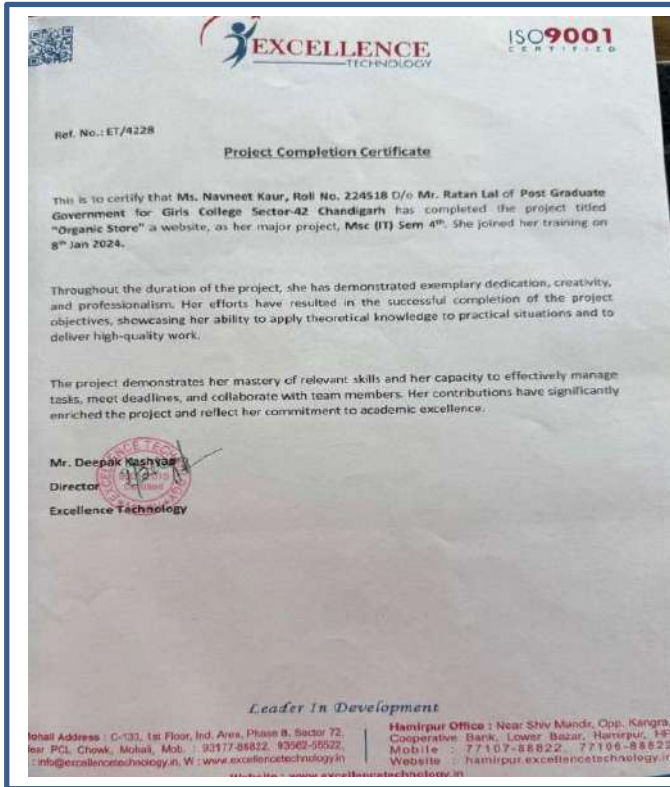 EXCELLENCE
TECHNOLOGY
ISO9001
CERTIFIED
Ref. No.: ET/4228
Project Completion Certificate
This is to certify that Ms. Navneet Kaur, Roll No. 224518 D/o Mr. Ratan Lal of Post Graduate
Government for Girls College Sector-42 Chandigarh has completed the project titled
"Organic Store" a website, as her major project, Msc (IT) Sem 4th. She joined her training on
8th Jan 2024.
Throughout the duration of the project, she has demonstrated exemplary dedication, creativity,
and professionalism. Her efforts have resulted in the successful completion of the project
objectives, showcasing her ability to apply theoretical knowledge to practical situations and to
deliver high-quality work.
The project demonstrates her mastery of relevant skills and her capacity to effectively manage
tasks, meet deadlines, and collaborate with team members. Her contributions have significantly
enriched the project and reflect her commitment to academic excellence.
Mr. Deepak Kashyap
Director
Excellence Technology
Leader In Development
Mohali Address : C-133, 1st Floor, Ind. Area, Phase 8, Sector 72,
Near PCL Chowk, Mohali, Mob. : 93177-88822, 93562-55522,
: info@excellencetechnology.in, W : www.excellencetechnology.in
Hamirpur Office : Near Shiv Mandir, Opp. Kangra
Cooperative Bank, Lower Bazar, Hamirpur, HP
Mobile : 77107-88822, 77106-88822
Website : hamirpur.excellencetechnology.in
Website : www.excellencetechnology.in